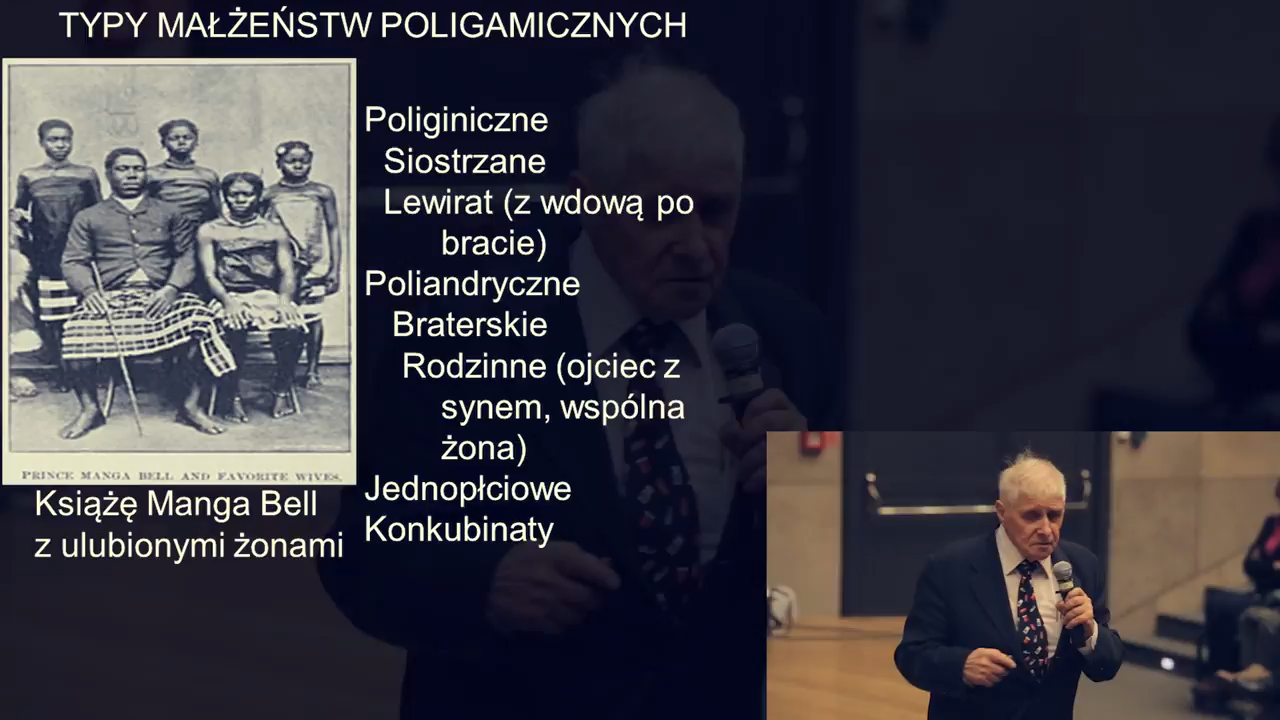 TYPY MAŁŻEŃSTW POLIGAMICZNYCH
PRINCE MANGA BELL AND FAVORITE WIVES.
Książę Manga Bell
z ulubionymi żonami
Poliginiczne
Siostrzane
Lewirat (z wdową po
bracie)
Poliandryczne
Braterskie
Rodzinne (ojciec z
synem, wspólna
żona)
Jednopłciowe
Konkubinaty